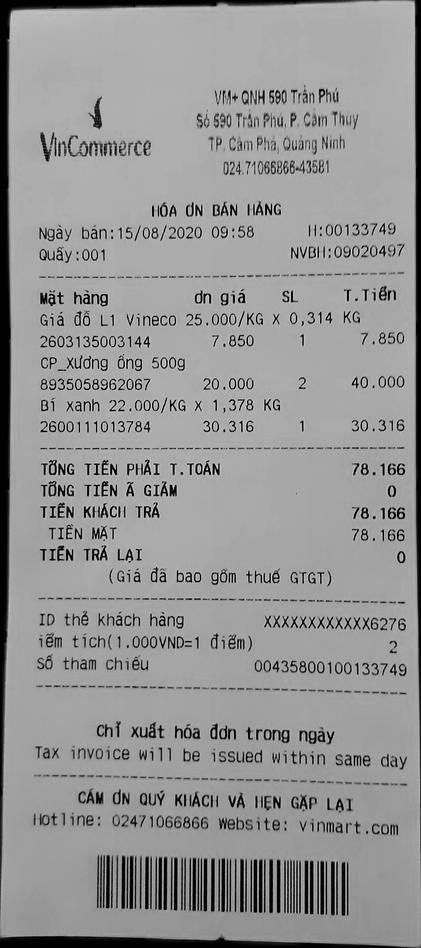 VinCommerce
VM+ QNH 590 Trần Phú
Số 590 Trần Phú, P. Cẩm Thủy
TP. Cẩm Phả, Quảng Ninh
024.71066866-43581
HÓA ƠN BÁN HÀNG
Ngày bán:15/08/2020 09:58 H:00133749
Quầy:001 NVBH:09020497
Mặt hàng ơn giá SL T.Tiền
Giá đỗ L1 Vineco 25.000/KG X 0,314 KG
2603135003144 7.850 1 7.850
CP_Xương ống 500g
8935058962067 20.000 2 40.000
Bí xanh 22.000/KG X 1,378 KG
2600111013784 30.316 1 30.316
TỔNG TIỀN PHẢI T.TOÁN 78.166
TỔNG TIỀN Ã GIẢM 0
TIỀN KHÁCH TRẢ 78.166
TIỀN MẶT 78.166
TIỀN TRẢ LẠI 0
(Giá đã bao gồm thuế GTGT)
ID thẻ khách hàng XXXXXXXXXXXX6276
iểm tích(1.000VND=1 điểm) 2
Số tham chiếu 00435800100133749
Chỉ xuất hóa đơn trong ngày
Tax invoice will be issued within same day
CẢM ƠN QUÝ KHÁCH VÀ HẸN GẶP LẠI
Hotline: 02471066866 Website: vinmart.com